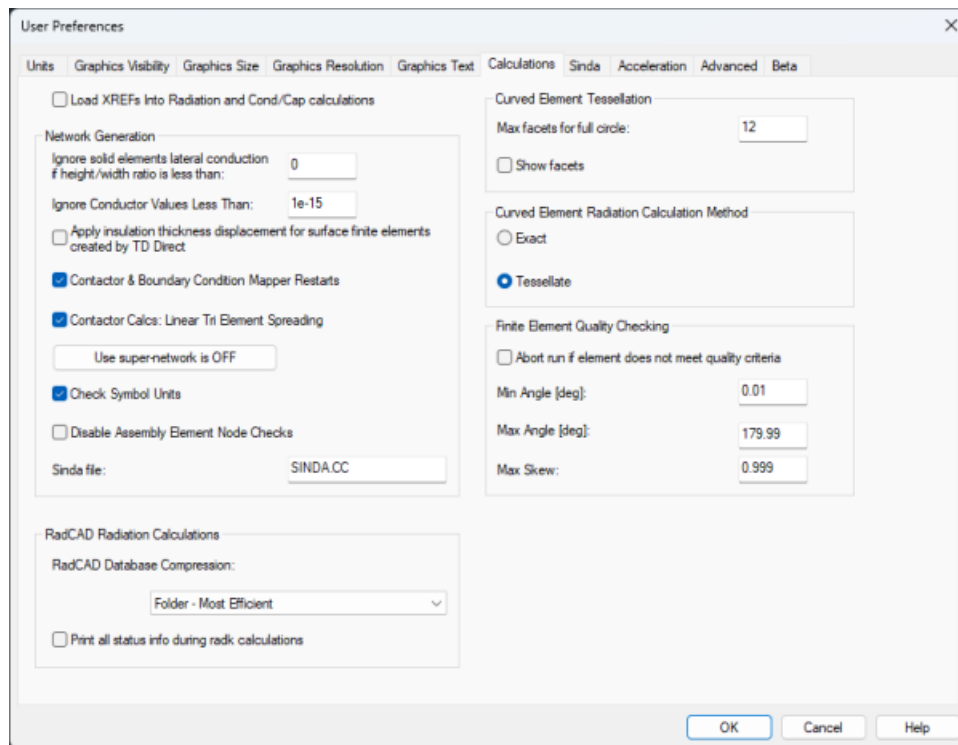 User Preferences
Units Graphics Visibility Graphics Size Graphics Resolution Graphics Text Calculations Sinda Acceleration Advanced Beta
Load XREFs Into Radiation and Cond/Cap calculations
Network Generation
Ignore solid elements lateral conduction
if height/width ratio is less than:
0
Ignore Conductor Values Less Than:
1e-15
Apply insulation thickness displacement for surface finite elements
created by TD Direct
Contactor & Boundary Condition Mapper Restarts
Contactor Calcs: Linear Tri Element Spreading
Use super-network is OFF
Check Symbol Units
Disable Assembly Element Node Checks
Sinda file:
SINDA.CC
RadCAD Radiation Calculations
RadCAD Database Compression:
Folder - Most Efficient
Print all status info during radk calculations
Curved Element Tessellation
Max facets for full circle:
12
Show facets
Curved Element Radiation Calculation Method
Exact
Tessellate
Finite Element Quality Checking
Abort run if element does not meet quality criteria
Min Angle [deg]:
0.01
Max Angle [deg]:
179.99
Max Skew:
0.999
OK Cancel Help